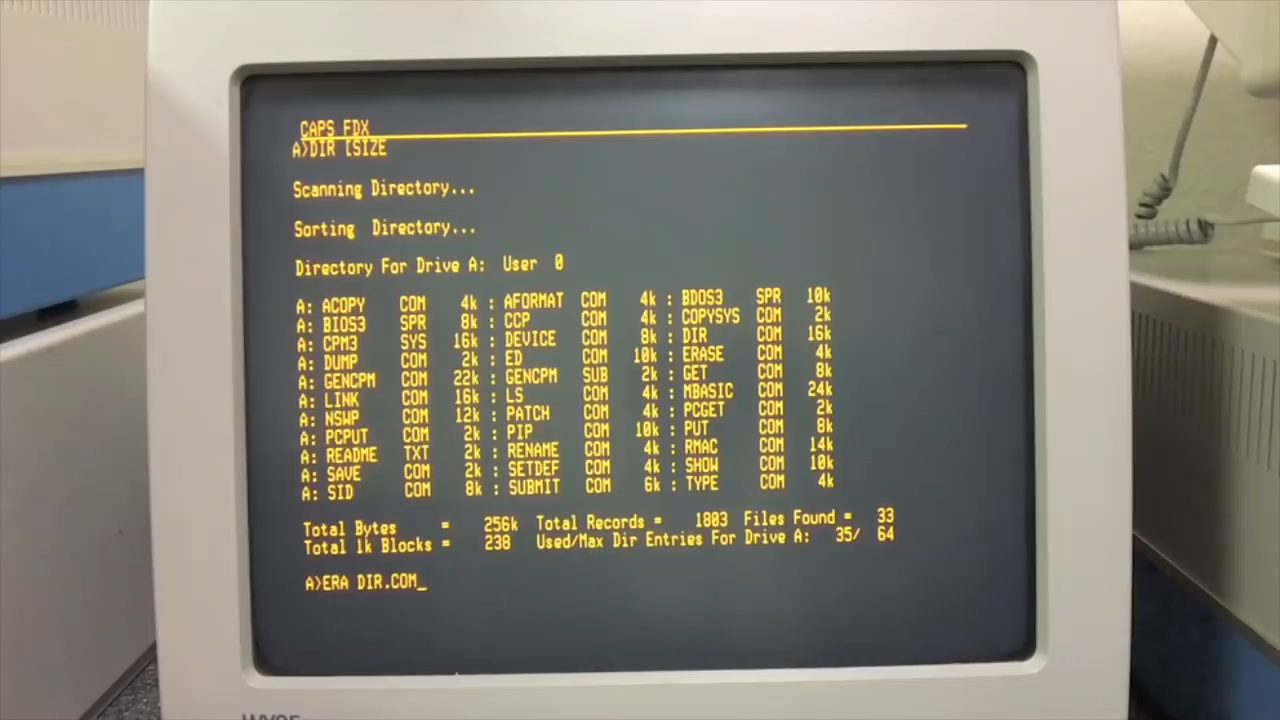 CAPS FDX
A>DIR [SIZE
Scanning Directory...
Sorting Directory...
Directory For Drive A: User 0
A: ACOPY COM 4k : AFORMAT COM 4k : BDOS3 SPR 10k
A: BIOS3 SPR 8k : CCP COM 4k : COPYSYS COM 2k
A: CPM3 SYS 16k : DEVICE COM 8k : DIR COM 16k
A: DUMP COM 2k : ED COM 10k : ERASE COM 4k
A: GENCPM COM 22k : GENCPM SUB 2k : GET COM 8k
A: LINK COM 16k : LS COM 4k : MBASIC COM 24k
A: NSWP COM 12k : PATCH COM 4k : PCGET COM 2k
A: PCPUT COM 2k : PIP COM 10k : PUT COM 8k
A: README TXT 2k : RENAME COM 4k : RMAC COM 14k
A: SAVE COM 2k : SETDEF COM 4k : SHOW COM 10k
A: SID COM 8k : SUBMIT COM 6k : TYPE COM 4k
Total Bytes = 256k Total Records = 1803 Files Found = 33
Total 1k Blocks = 238 Used/Max Dir Entries For Drive A: 35/ 64
A>ERA DIR.COM_
WYSE